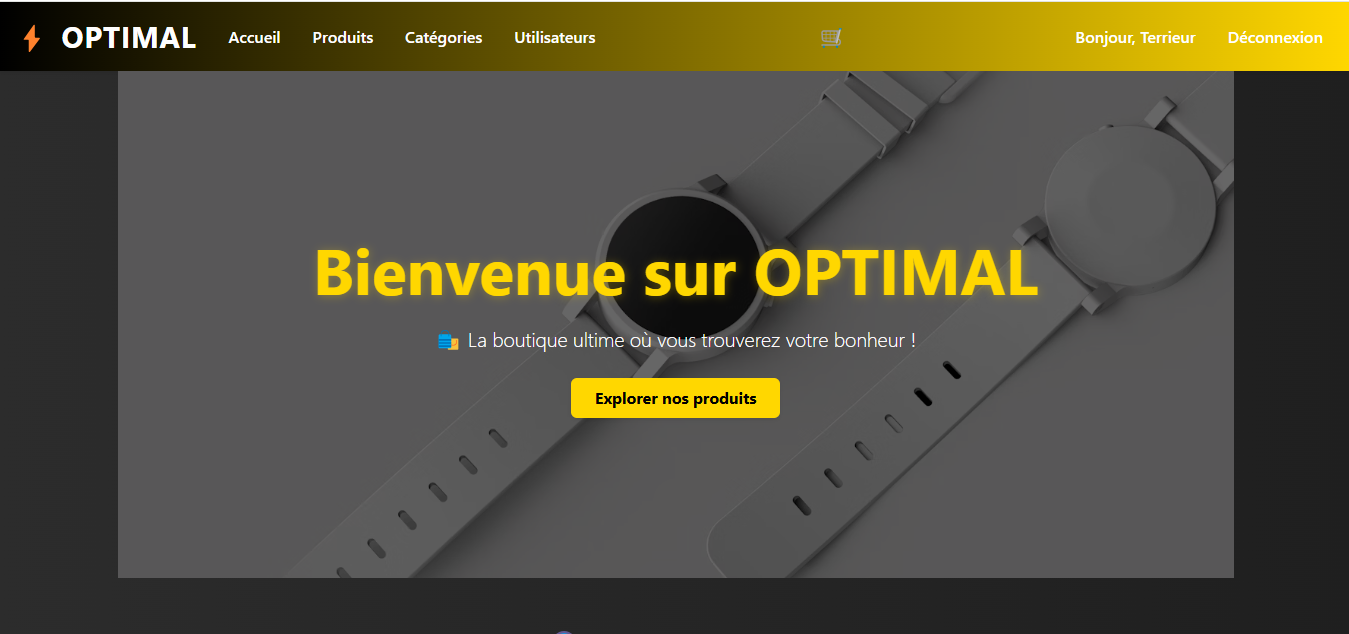 OPTIMAL Accueil Produits Catégories Utilisateurs Bonjour, Terrieur Déconnexion
Bienvenue sur OPTIMAL
La boutique ultime où vous trouverez votre bonheur !
Explorer nos produits